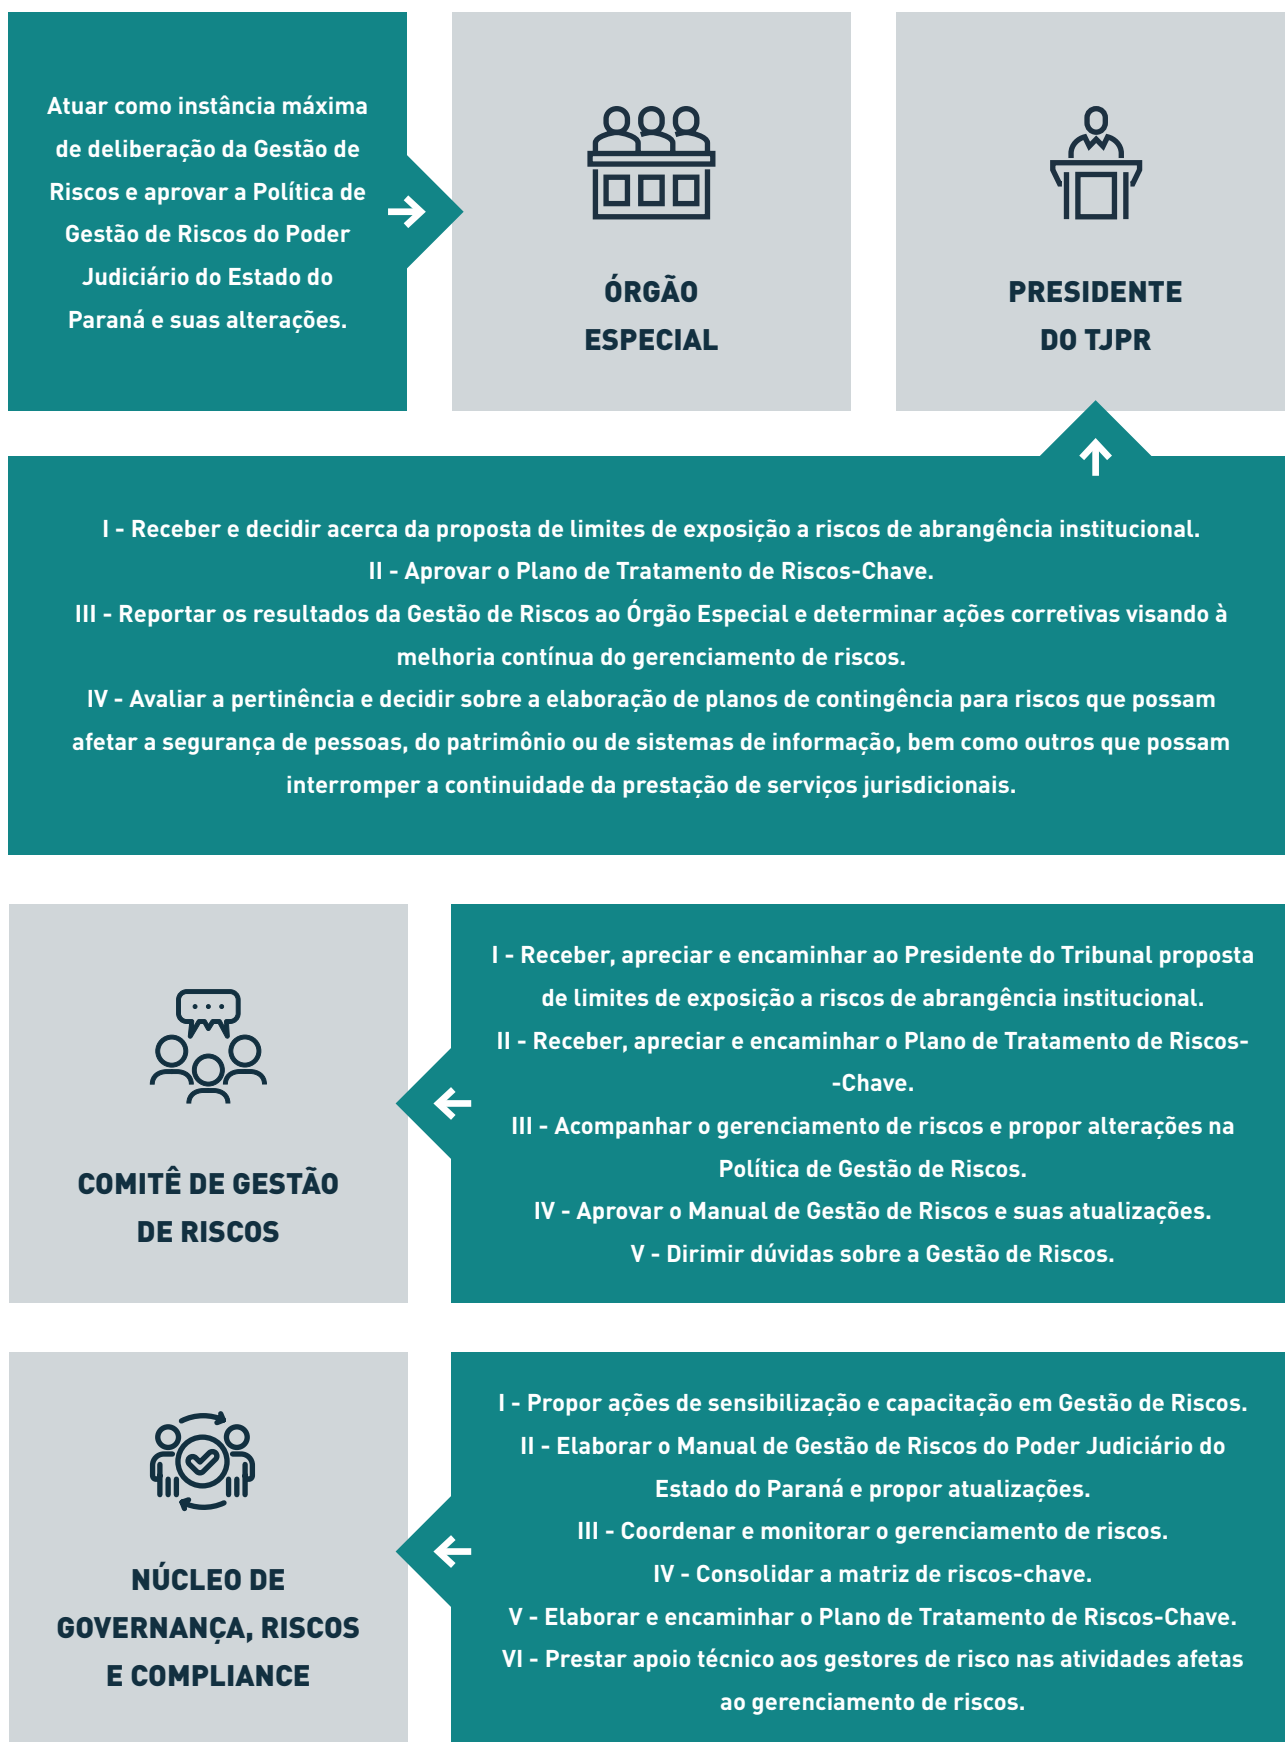 Atuar como instância máxima
de deliberação da Gestão de
Riscos e aprovar a Política de
Gestão de Riscos do Poder
Judiciário do Estado do
Paraná e suas alterações.
ÓRGÃO
ESPECIAL
PRESIDENTE
DO TJPR
I - Receber e decidir acerca da proposta de limites de exposição a riscos de abrangência institucional.
II - Aprovar o Plano de Tratamento de Riscos-Chave.
III - Reportar os resultados da Gestão de Riscos ao Órgão Especial e determinar ações corretivas visando à
melhoria contínua do gerenciamento de riscos.
IV - Avaliar a pertinência e decidir sobre a elaboração de planos de contingência para riscos que possam
afetar a segurança de pessoas, do patrimônio ou de sistemas de informação, bem como outros que possam
interromper a continuidade da prestação de serviços jurisdicionais.
COMITÊ DE GESTÃO
DE RISCOS
I - Receber, apreciar e encaminhar ao Presidente do Tribunal proposta
de limites de exposição a riscos de abrangência institucional.
II - Receber, apreciar e encaminhar o Plano de Tratamento de Riscos-
-Chave.
III - Acompanhar o gerenciamento de riscos e propor alterações na
Política de Gestão de Riscos.
IV - Aprovar o Manual de Gestão de Riscos e suas atualizações.
V - Dirimir dúvidas sobre a Gestão de Riscos.
NÚCLEO DE
GOVERNANÇA, RISCOS
E COMPLIANCE
I - Propor ações de sensibilização e capacitação em Gestão de Riscos.
II - Elaborar o Manual de Gestão de Riscos do Poder Judiciário do
Estado do Paraná e propor atualizações.
III - Coordenar e monitorar o gerenciamento de riscos.
IV - Consolidar a matriz de riscos-chave.
V - Elaborar e encaminhar o Plano de Tratamento de Riscos-Chave.
VI - Prestar apoio técnico aos gestores de risco nas atividades afetas
ao gerenciamento de riscos.